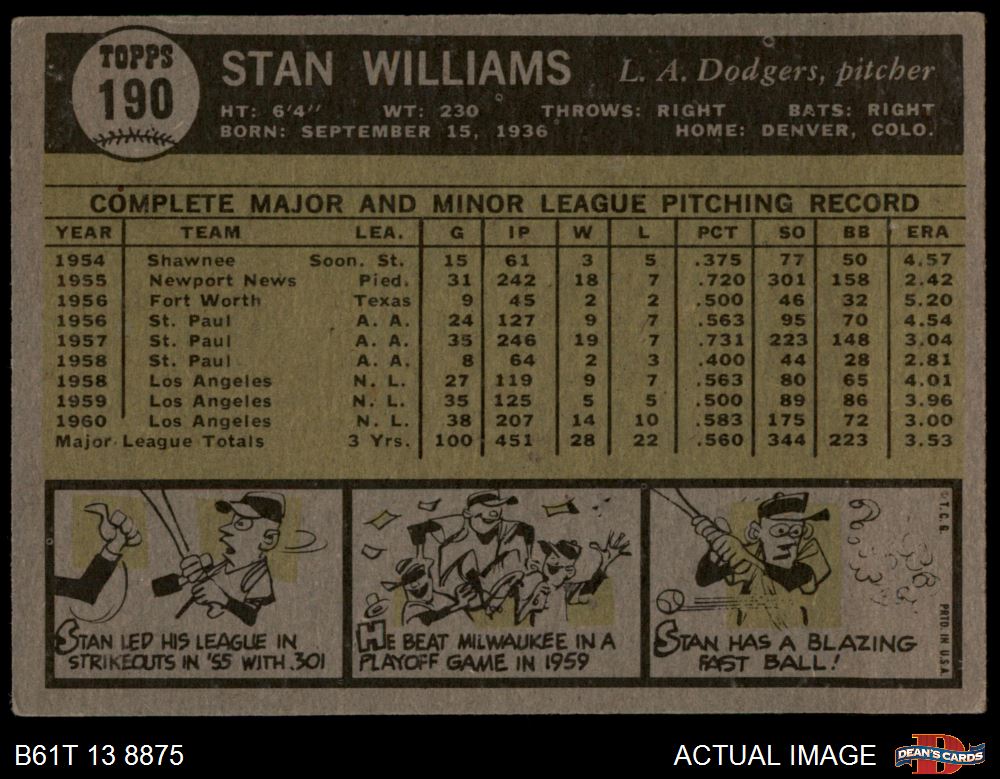 TOPPS
190
STAN WILLIAMS L. A. Dodgers, pitcher
HT: 6'4" WT: 230 THROWS: RIGHT BATS: RIGHT
BORN: SEPTEMBER 15, 1936 HOME: DENVER, COLO.
COMPLETE MAJOR AND MINOR LEAGUE PITCHING RECORD
YEAR TEAM LEA. G IP W L PCT SO BB ERA
1954 Shawnee Soon. St. 15 61 3 5 .375 77 50 4.57
1955 Newport News Pied. 31 242 18 7 .720 301 158 2.42
1956 Fort Worth Texas 9 45 2 2 .500 46 32 5.20
1956 St. Paul A. A. 24 127 9 7 .563 95 70 4.54
1957 St. Paul A. A. 35 246 19 7 .731 223 148 3.04
1958 St. Paul A. A. 8 64 2 3 .400 44 28 2.81
1958 Los Angeles N. L. 27 119 9 7 .563 80 65 4.01
1959 Los Angeles N. L. 35 125 5 5 .500 89 86 3.96
1960 Los Angeles N. L. 38 207 14 10 .583 175 72 3.00
Major League Totals 3 Yrs. 100 451 28 22 .560 344 223 3.53
STAN LED HIS LEAGUE IN
STRIKEOUTS IN '55 WITH 301
HE BEAT MILWAUKEE IN A
PLAYOFF GAME IN 1959
STAN HAS A BLAZING
FAST BALL!
©T.C.G. PRTD. IN U.S.A.
B61T 13 8875 ACTUAL IMAGE
DEAN'S CARDS